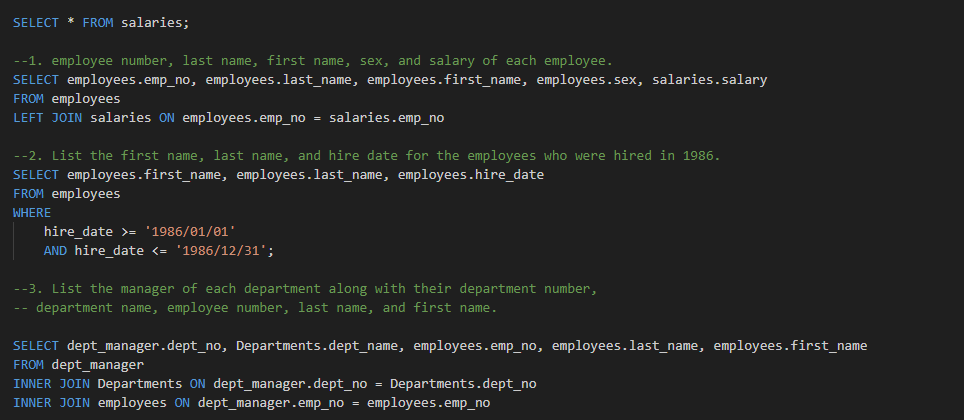 SELECT * FROM salaries;
--1. employee number, last name, first name, sex, and salary of each employee.
SELECT employees.emp_no, employees.last_name, employees.first_name, employees.sex, salaries.salary
FROM employees
LEFT JOIN salaries ON employees.emp_no = salaries.emp_no
--2. List the first name, last name, and hire date for the employees who were hired in 1986.
SELECT employees.first_name, employees.last_name, employees.hire_date
FROM employees
WHERE
    hire_date >= '1986/01/01'
    AND hire_date <= '1986/12/31';
--3. List the manager of each department along with their department number,
-- department name, employee number, last name, and first name.
SELECT dept_manager.dept_no, Departments.dept_name, employees.emp_no, employees.last_name, employees.first_name
FROM dept_manager
INNER JOIN Departments ON dept_manager.dept_no = Departments.dept_no
INNER JOIN employees ON dept_manager.emp_no = employees.emp_no